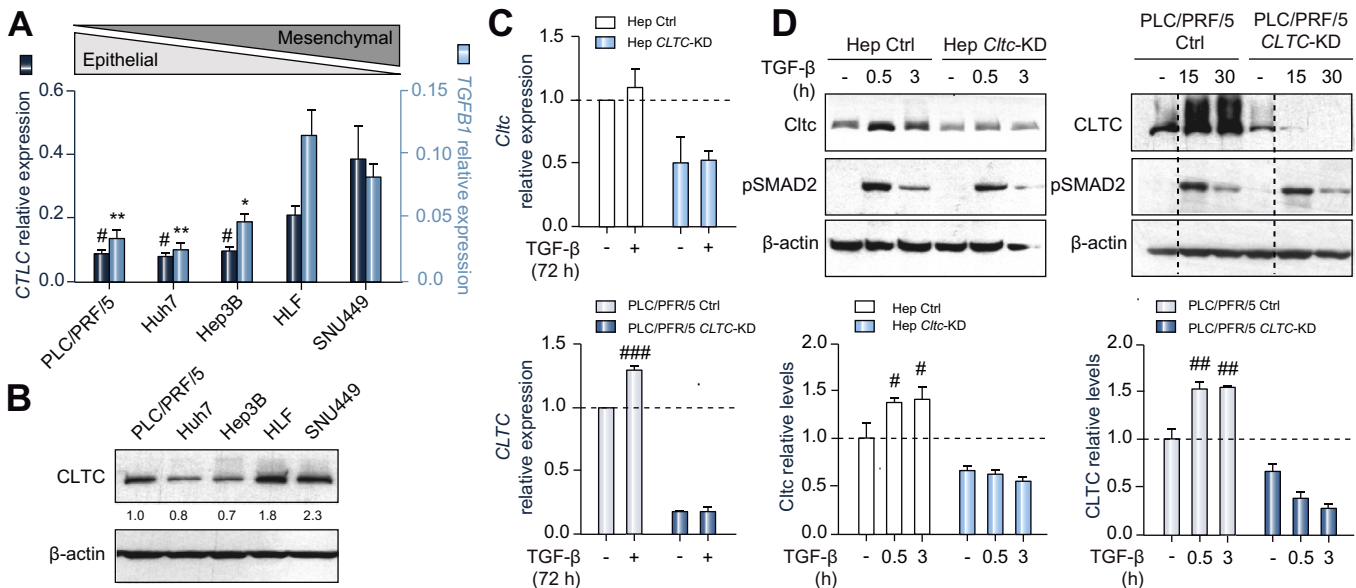 A
Mesenchymal
Epithelial
CTLC relative expression
TGFB1 relative expression
0.6
0.4
0.2
0.0
0.15
0.10
0.05
0.0
# ** # ** # *
PLC/PRF/5 Huh7 Hep3B HLF SNU449
B
PLC/PRF/5 Huh7 Hep3B HLF SNU449
CLTC
1.0 0.8 0.7 1.8 2.3
β-actin
C
Hep Ctrl
Hep CLTC-KD
Cltc
relative expression
1.5
1.0
0.5
0.0
TGF-β - + - +
(72 h)
PLC/PFR/5 Ctrl
PLC/PFR/5 CLTC-KD
CLTC
relative expression
1.5
1.0
0.5
0.0
###
TGF-β - + - +
(72 h)
D
Hep Ctrl Hep Cltc-KD
TGF-β - 0.5 3 - 0.5 3
(h)
Cltc
pSMAD2
β-actin
PLC/PRF/5 PLC/PRF/5
Ctrl CLTC-KD
- 15 30 - 15 30
CLTC
pSMAD2
β-actin
Hep Ctrl
Hep Cltc-KD
Cltc relative levels
2.0
1.5
1.0
0.5
0.0
# #
TGF-β - 0.5 3 - 0.5 3
(h)
PLC/PFR/5 Ctrl
PLC/PFR/5 CLTC-KD
CLTC relative levels
2.0
1.5
1.0
0.5
0.0
## ##
TGF-β - 0.5 3 - 0.5 3
(h)